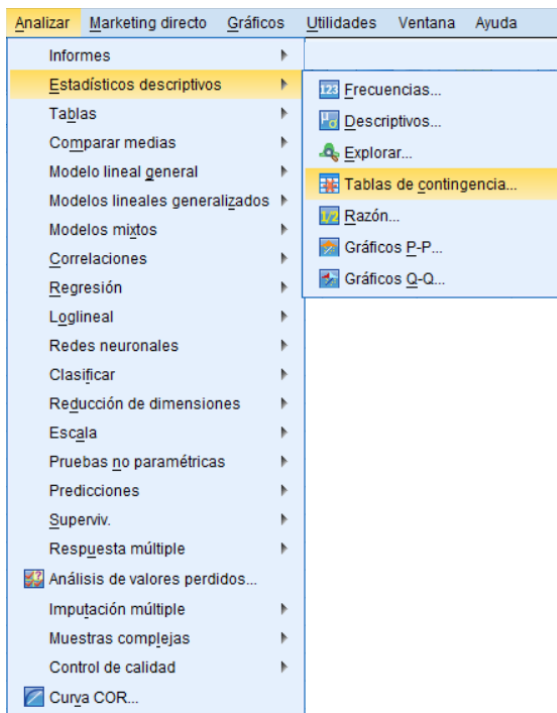 Analizar Marketing directo Gráficos Utilidades Ventana Ayuda
Informes
Estadísticos descriptivos
Tablas
Comparar medias
Modelo lineal general
Modelos lineales generalizados
Modelos mixtos
Correlaciones
Regresión
Loglineal
Redes neuronales
Clasificar
Reducción de dimensiones
Escala
Pruebas no paramétricas
Predicciones
Superviv.
Respuesta múltiple
Análisis de valores perdidos...
Imputación múltiple
Muestras complejas
Control de calidad
Curva COR...
123 Frecuencias...
Descriptivos...
Explorar...
Tablas de contingencia...
1/2 Razón...
Gráficos P-P...
Gráficos Q-Q...